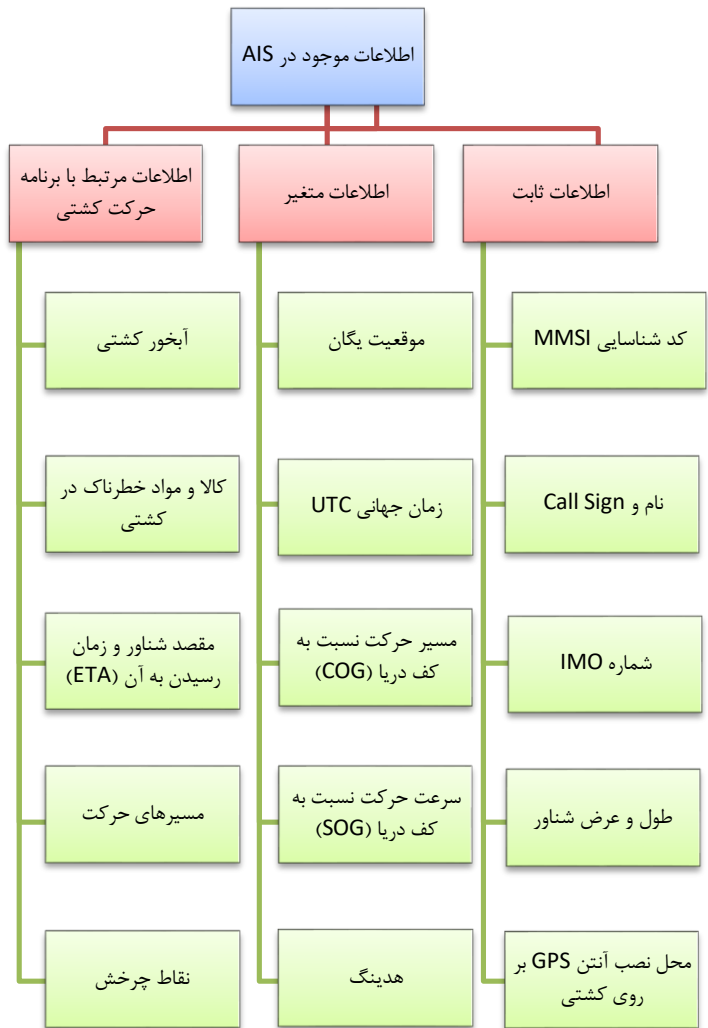 اطلاعات موجود در AIS
اطلاعات ثابت
کد شناسایی MMSI
نام و Call Sign
شماره IMO
طول و عرض شناور
محل نصب آنتن GPS بر
روی کشتی
اطلاعات متغیر
موقعیت یگان
زمان جهانی UTC
مسیر حرکت نسبت به
کف دریا (COG)
سرعت حرکت نسبت به
کف دریا (SOG)
هدینگ
اطلاعات مرتبط با برنامه
حرکت کشتی
آبخور کشتی
کالا و مواد خطرناک در
کشتی
مقصد شناور و زمان
رسیدن به آن (ETA)
مسیرهای حرکت
نقاط چرخش